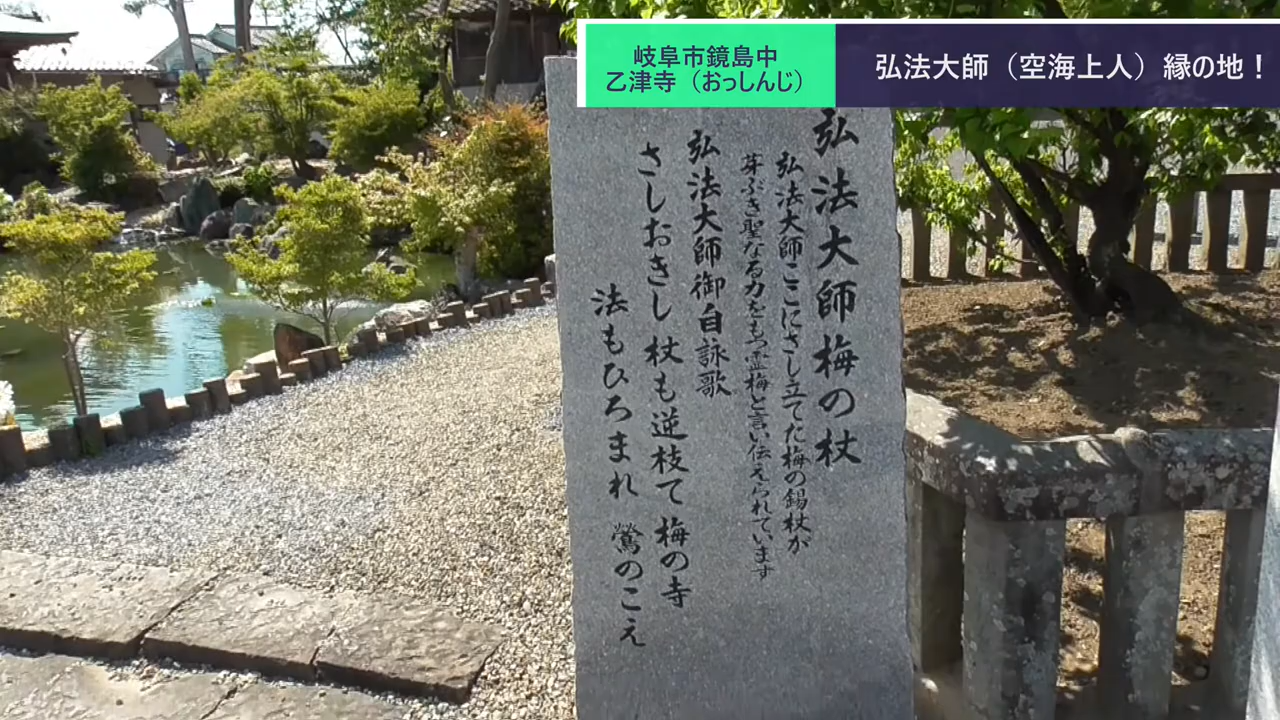 岐阜市鏡島中
乙津寺（おっしんじ）
弘法大師（空海上人）縁の地！
弘法大師梅の杖
弘法大師ここにさし立てた梅の錫杖が
芽ぶき聖なる力をもつ霊梅と言い伝えられています
弘法大師御自詠歌
さしおきし 杖も逆枝て 梅の寺
法もひろまれ 鶯のこえ